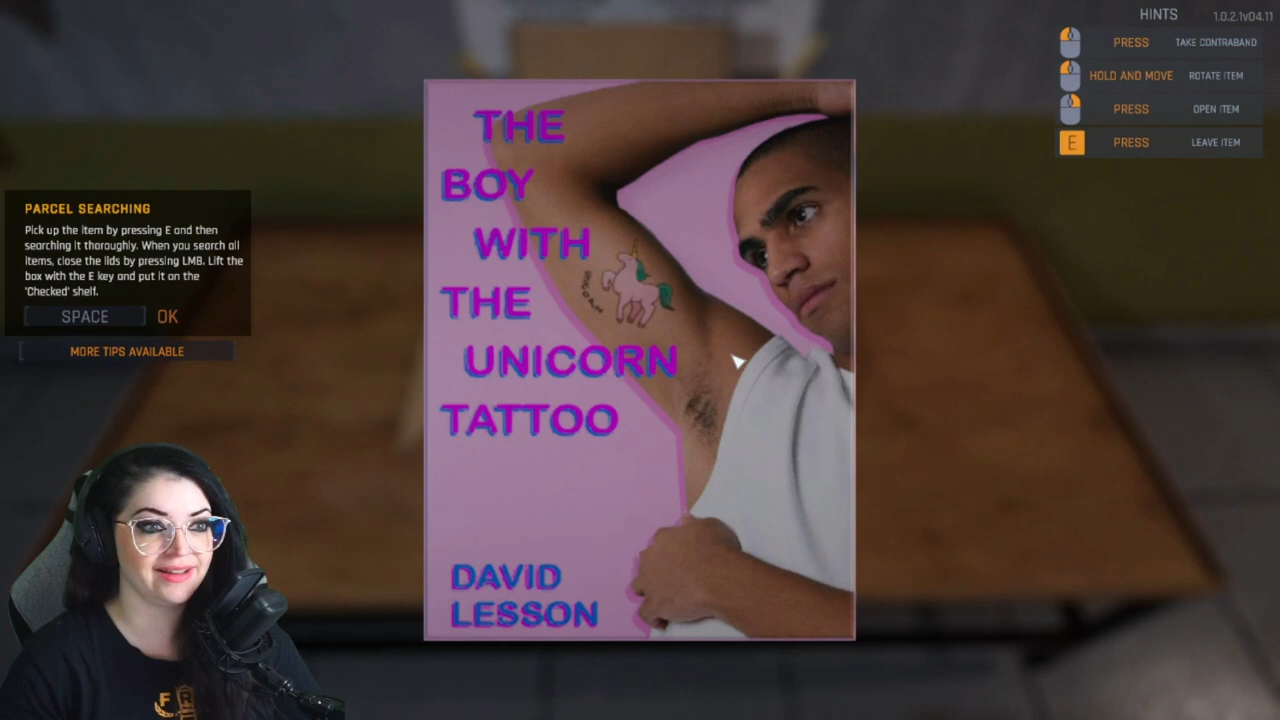 HINTS
1.0.2.1v04.11
PRESS TAKE CONTRABAND
HOLD AND MOVE ROTATE ITEM
PRESS OPEN ITEM
E PRESS LEAVE ITEM
PARCEL SEARCHING
Pick up the item by pressing E and then
searching it thoroughly. When you search all
items, close the lids by pressing LMB. Lift the
box with the E key and put it on the
'Checked' shelf.
SPACE OK
MORE TIPS AVAILABLE
THE
BOY
WITH
THE
UNICORN
TATTOO
DAVID
LESSON